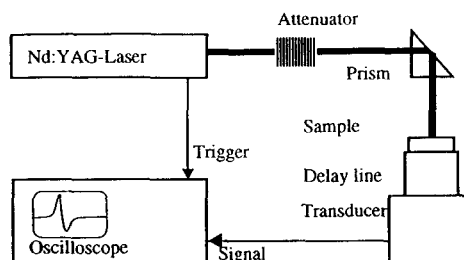 Attenuator
Nd:YAG-Laser
Prism
Sample
Trigger
Delay line
Transducer
Oscilloscope
Signal